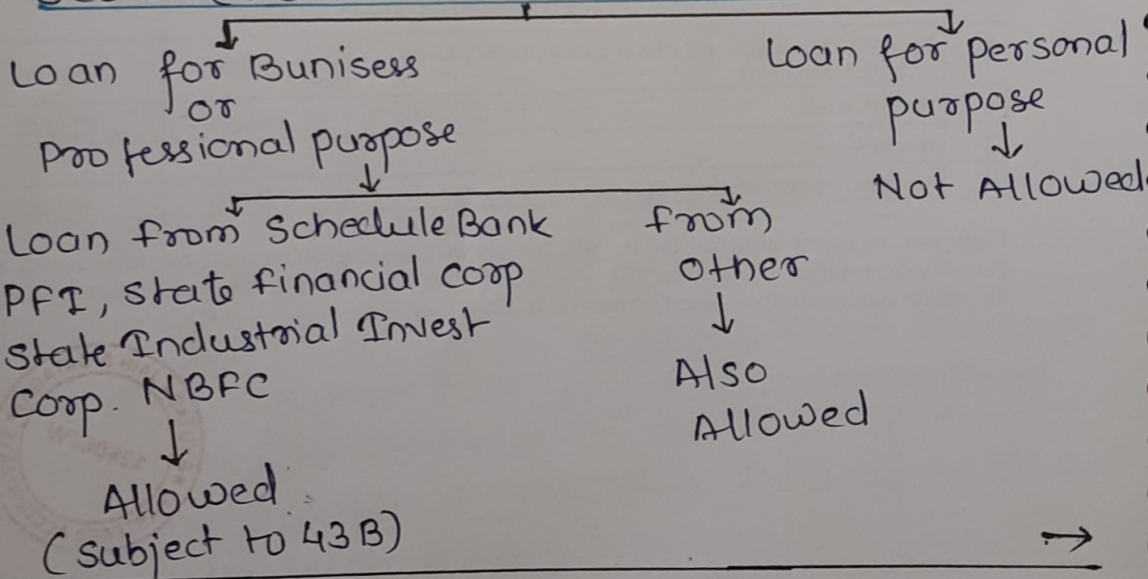 Loan for Bunisess
or
Professional purpose
Loan for personal
purpose
Not Allowed
Loan from Schedule Bank
PFI, state financial corp
State Industrial Invest
Corp. NBFC
Allowed
(subject to 43B)
from
other
Also
Allowed